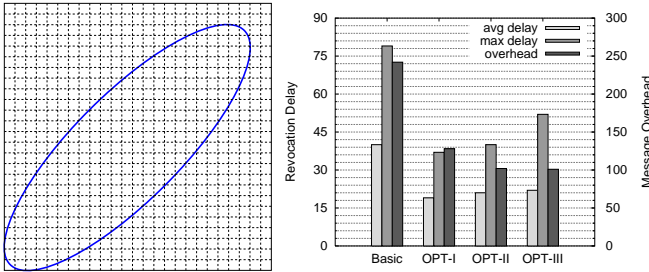 90
75
60
45
30
15
0
Revocation Delay
avg delay
max delay
overhead
300
250
200
150
100
50
0
Message Overhead
Basic OPT-I OPT-II OPT-III